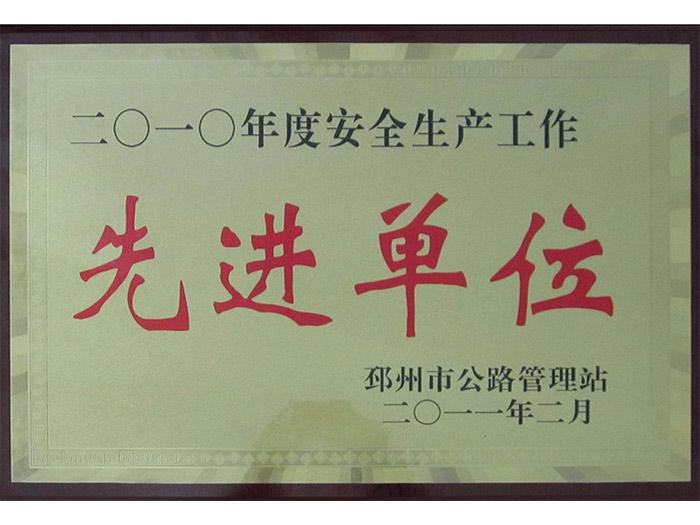 二〇一〇年度安全生产工作
先进单位
邳州市公路管理站
二〇一一年二月